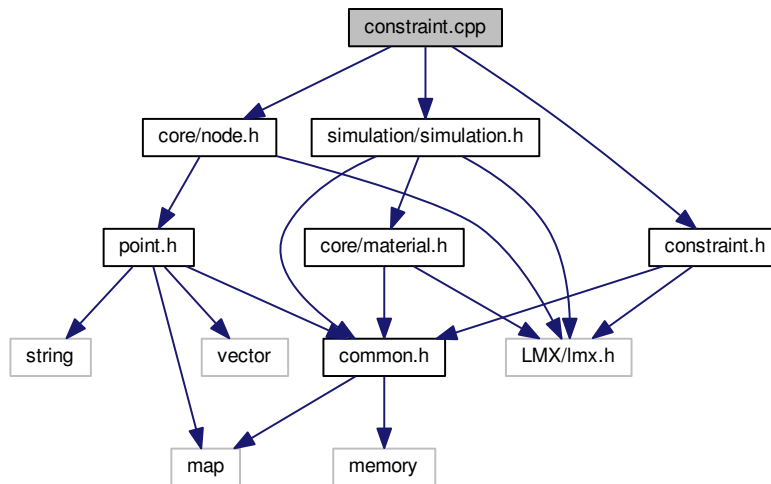 constraint.cpp
core/node.h
simulation/simulation.h
point.h
core/material.h
constraint.h
string
vector
common.h
LMX/lmx.h
map
memory